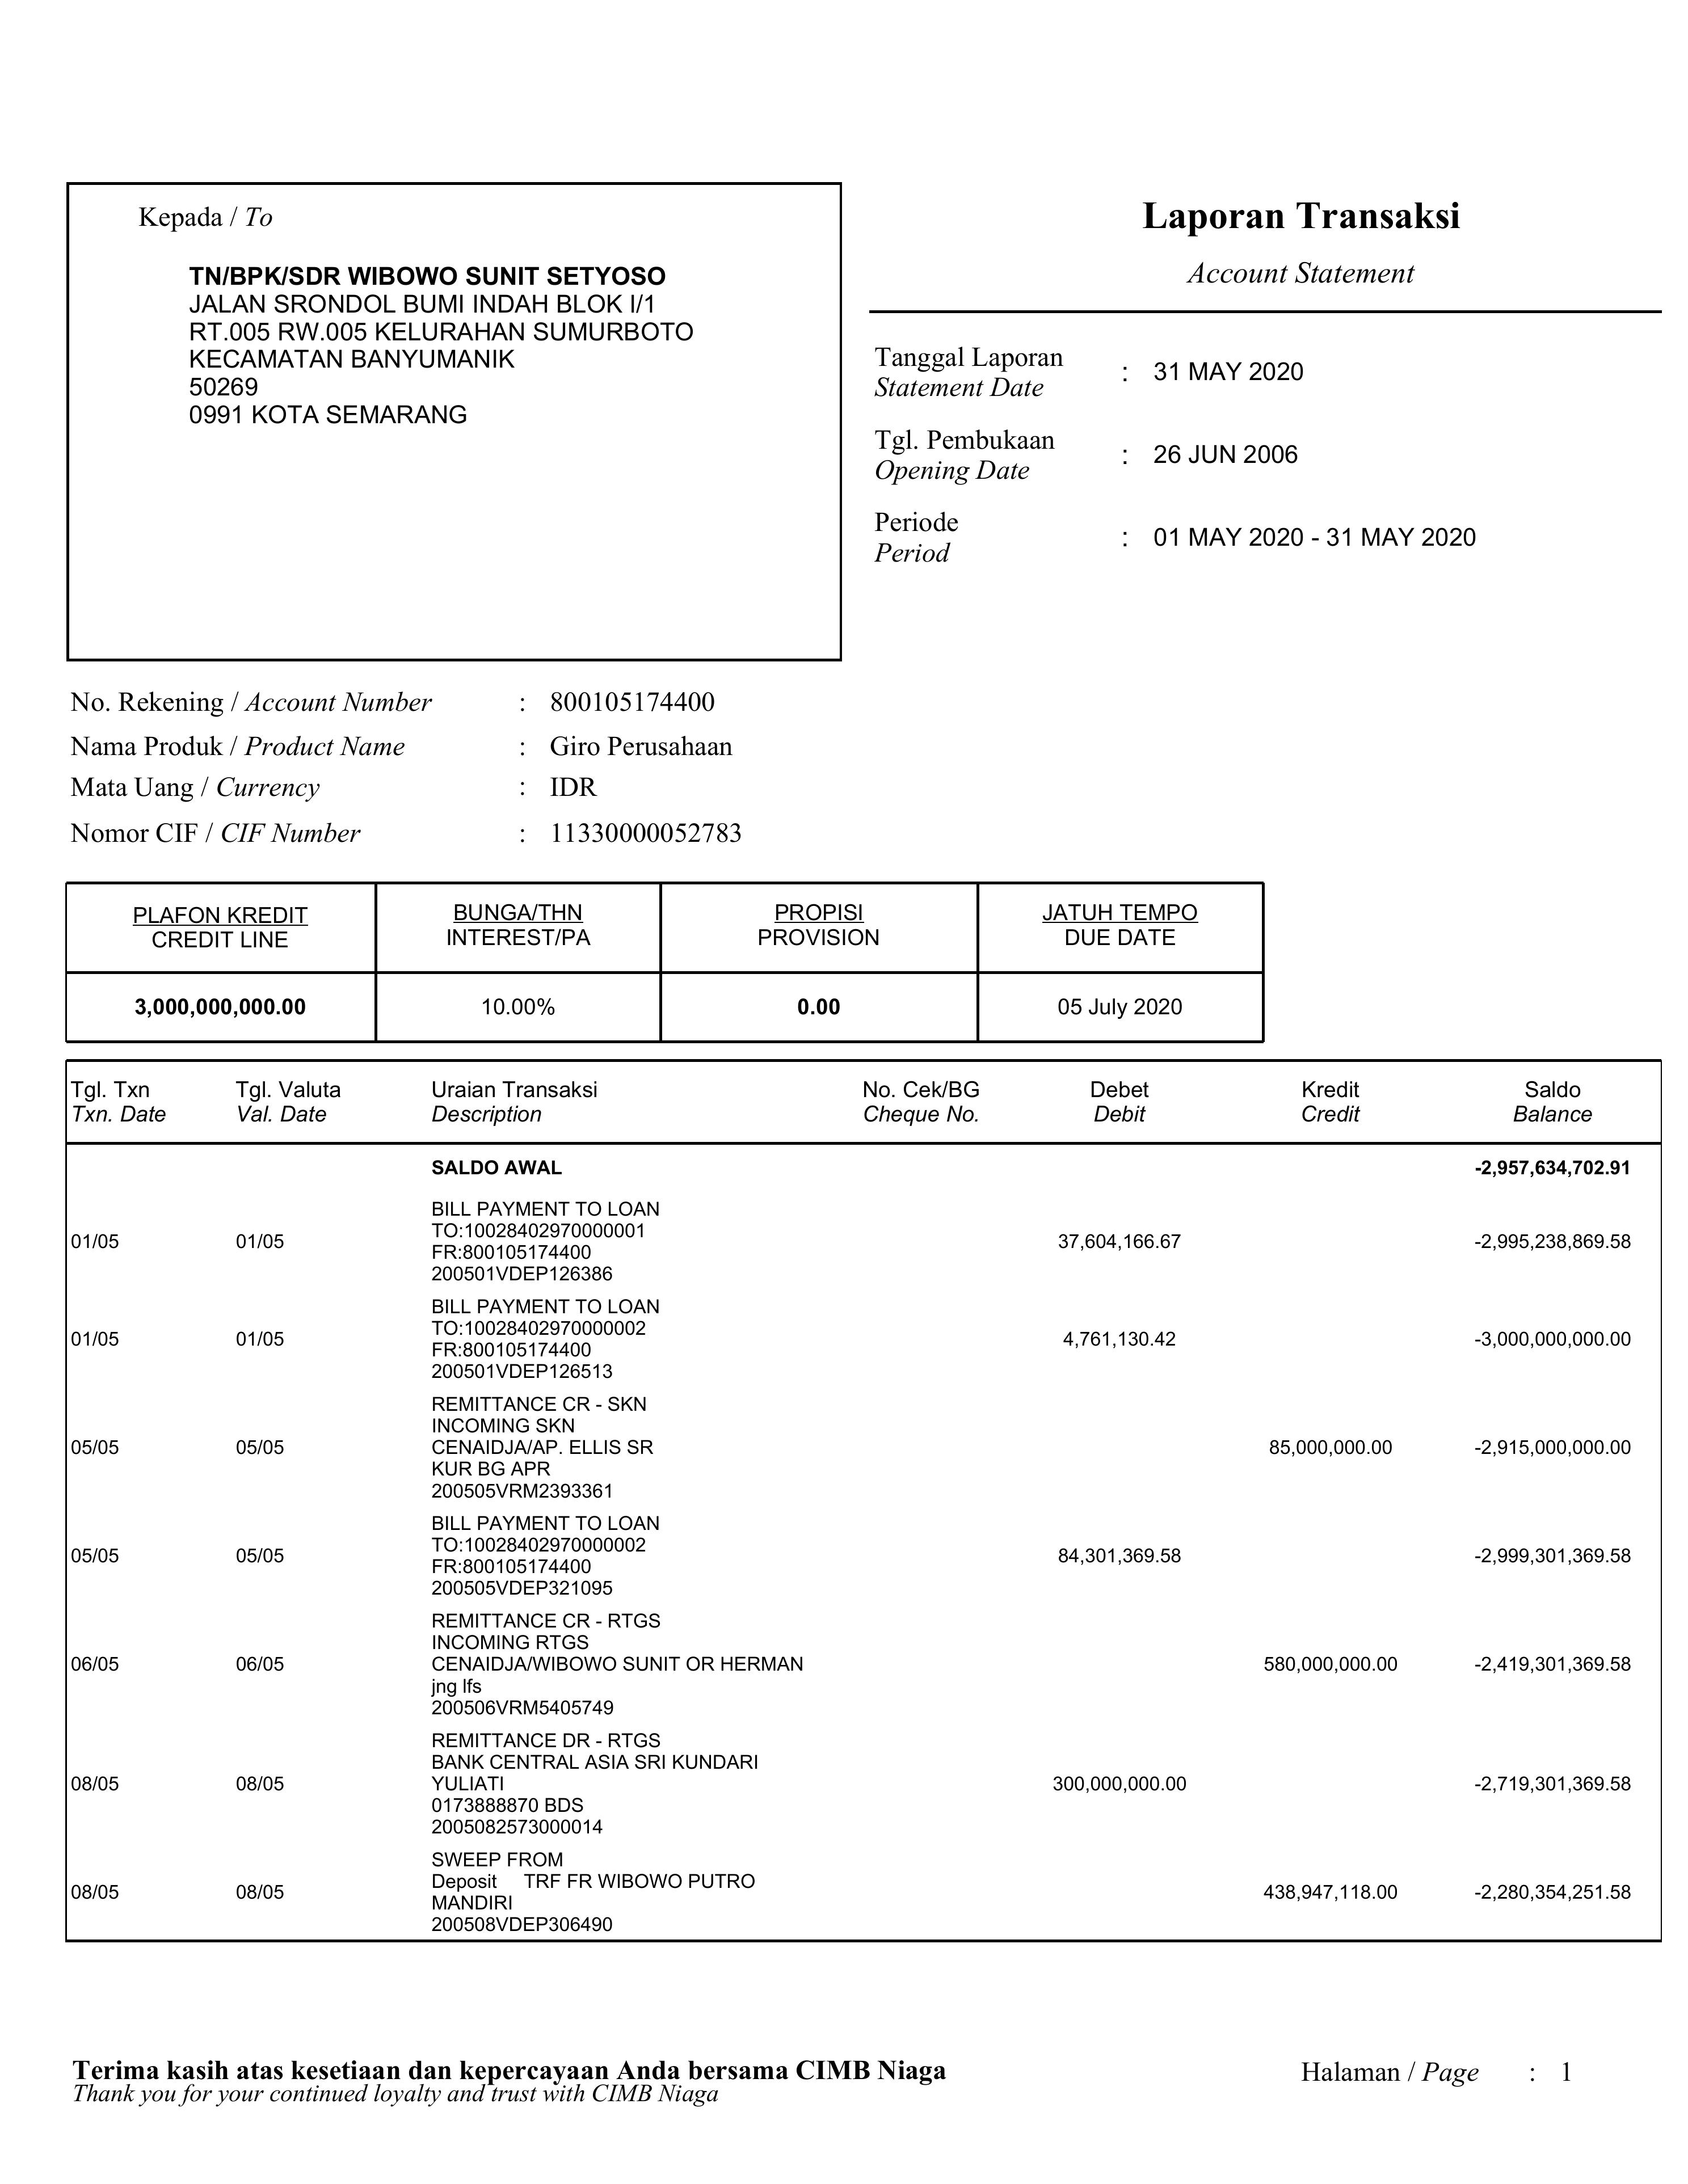 Kepada / To
TN/BPK/SDR WIBOWO SUNIT SETYOSO
JALAN SRONDOL BUMI INDAH BLOK I/1
RT.005 RW.005 KELURAHAN SUMURBOTO
KECAMATAN BANYUMANIK
50269
0991 KOTA SEMARANG
Laporan Transaksi
Account Statement
Tanggal Laporan
Statement Date : 31 MAY 2020
Tgl. Pembukaan
Opening Date : 26 JUN 2006
Periode
Period : 01 MAY 2020 - 31 MAY 2020
No. Rekening / Account Number : 800105174400
Nama Produk / Product Name : Giro Perusahaan
Mata Uang / Currency : IDR
Nomor CIF / CIF Number : 11330000052783
PLAFON KREDIT BUNGA/THN PROPISI JATUH TEMPO
CREDIT LINE INTEREST/PA PROVISION DUE DATE
3,000,000,000.00 10.00% 0.00 05 July 2020
Tgl. Txn Tgl. Valuta Uraian Transaksi No. Cek/BG Debet Kredit Saldo
Txn. Date Val. Date Description Cheque No. Debit Credit Balance
SALDO AWAL -2,957,634,702.91
BILL PAYMENT TO LOAN
TO:10028402970000001
01/05 01/05 FR:800105174400 37,604,166.67 -2,995,238,869.58
200501VDEP126386
BILL PAYMENT TO LOAN
TO:10028402970000002
01/05 01/05 FR:800105174400 4,761,130.42 -3,000,000,000.00
200501VDEP126513
REMITTANCE CR - SKN
INCOMING SKN
05/05 05/05 CENAIDJA/AP. ELLIS SR 85,000,000.00 -2,915,000,000.00
KUR BG APR
200505VRM2393361
BILL PAYMENT TO LOAN
TO:10028402970000002
05/05 05/05 FR:800105174400 84,301,369.58 -2,999,301,369.58
200505VDEP321095
REMITTANCE CR - RTGS
INCOMING RTGS
06/05 06/05 CENAIDJA/WIBOWO SUNIT OR HERMAN 580,000,000.00 -2,419,301,369.58
jng lfs
200506VRM5405749
REMITTANCE DR - RTGS
BANK CENTRAL ASIA SRI KUNDARI
08/05 08/05 YULIATI 300,000,000.00 -2,719,301,369.58
0173888870 BDS
2005082573000014
SWEEP FROM
Deposit TRF FR WIBOWO PUTRO
08/05 08/05 MANDIRI 438,947,118.00 -2,280,354,251.58
200508VDEP306490
Terima kasih atas kesetiaan dan kepercayaan Anda bersama CIMB Niaga
Thank you for your continued loyalty and trust with CIMB Niaga
Halaman / Page : 1